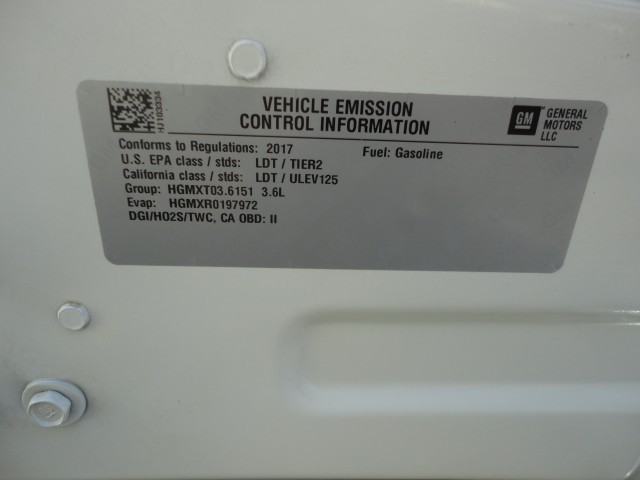 HJ103334
VEHICLE EMISSION
CONTROL INFORMATION
GM
GENERAL
MOTORS
LLC
Conforms to Regulations: 2017
Fuel: Gasoline
U.S. EPA class / stds: LDT / TIER2
California class / stds: LDT / ULEV125
Group: HGMXT03.6151 3.6L
Evap: HGMXR0197972
DGI/HO2S/TWC, CA OBD: II